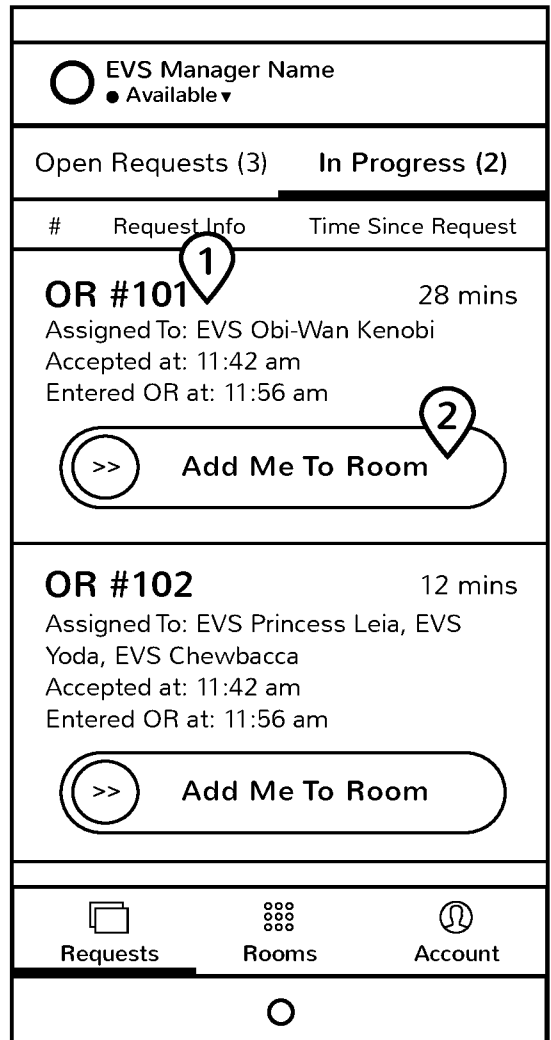 EVS Manager Name
● Available ▾
Open Requests (3) In Progress (2)
# Request Info Time Since Request
1
OR #101 28 mins
Assigned To: EVS Obi-Wan Kenobi
Accepted at: 11:42 am
Entered OR at: 11:56 am
2
>> Add Me To Room
OR #102 12 mins
Assigned To: EVS Princess Leia, EVS
Yoda, EVS Chewbacca
Accepted at: 11:42 am
Entered OR at: 11:56 am
>> Add Me To Room
Requests Rooms Account